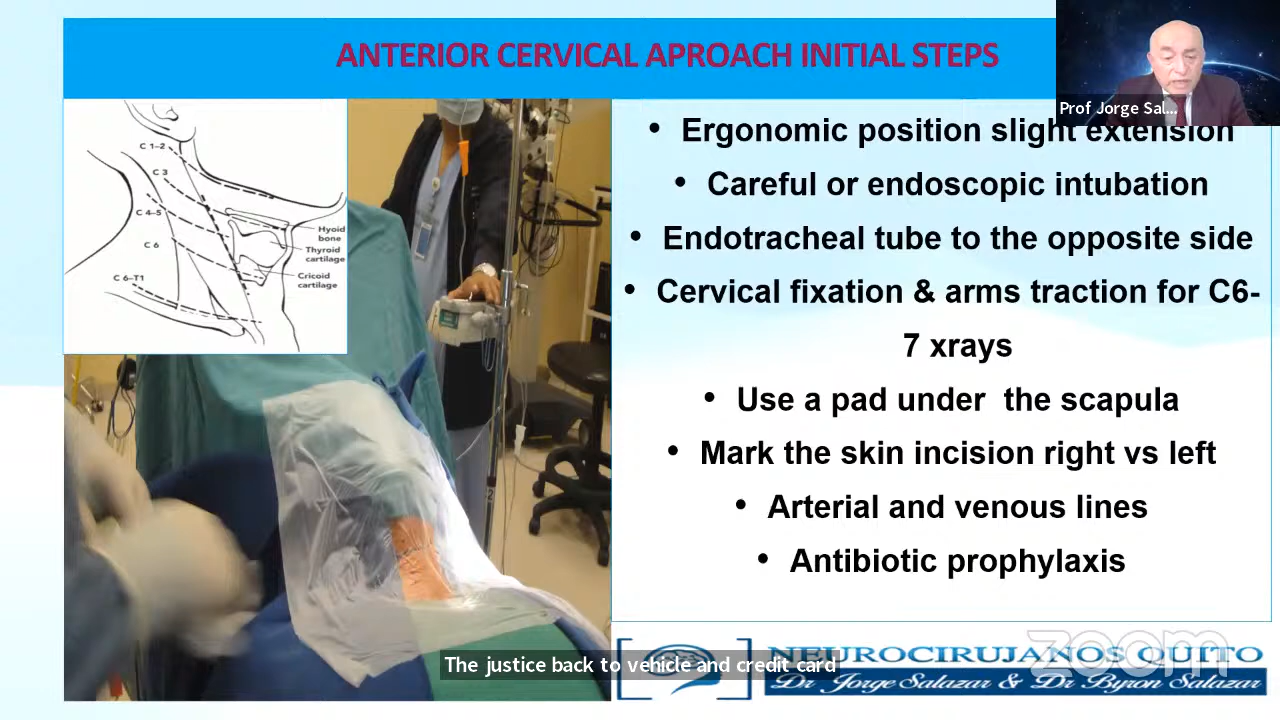 ANTERIOR CERVICAL APROACH INITIAL STEPS
Prof Jorge Sal...
C 1–2
C 3
C 4–5
C 6
C 6–T1
Hyoid
bone
Thyroid
cartilage
Cricoid
cartilage
• Ergonomic position slight extension
• Careful or endoscopic intubation
• Endotracheal tube to the opposite side
• Cervical fixation & arms traction for C6-
7 xrays
• Use a pad under the scapula
• Mark the skin incision right vs left
• Arterial and venous lines
• Antibiotic prophylaxis
zoom
NEUROCIRUJANOS QUITO
Dr Jorge Salazar & Dr Byron Salazar
The justice back to vehicle and credit card